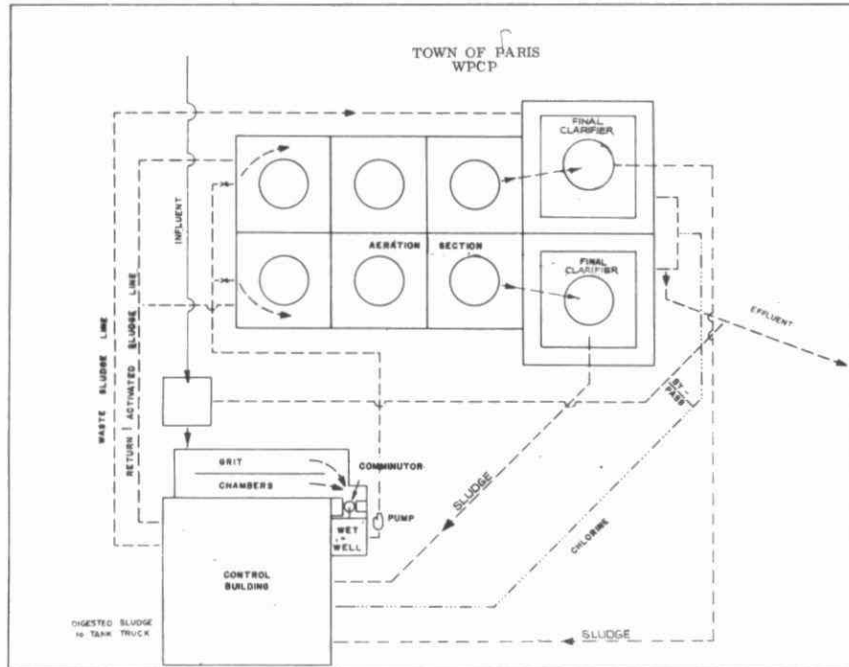 TOWN OF PARIS
WPCP
FINAL
CLARIFIER
INFLUENT
AERATION SECTION
FINAL
CLARIFIER
WASTE SLUDGE LINE
RETURN ACTIVATED SLUDGE LINE
EFFLUENT
BY-
PASS
GRIT
CHAMBERS
COMMINUTOR
SLUDGE
PUMP
WET
WELL
CHLORINE
CONTROL
BUILDING
DIGESTED SLUDGE
to TANK TRUCK
SLUDGE